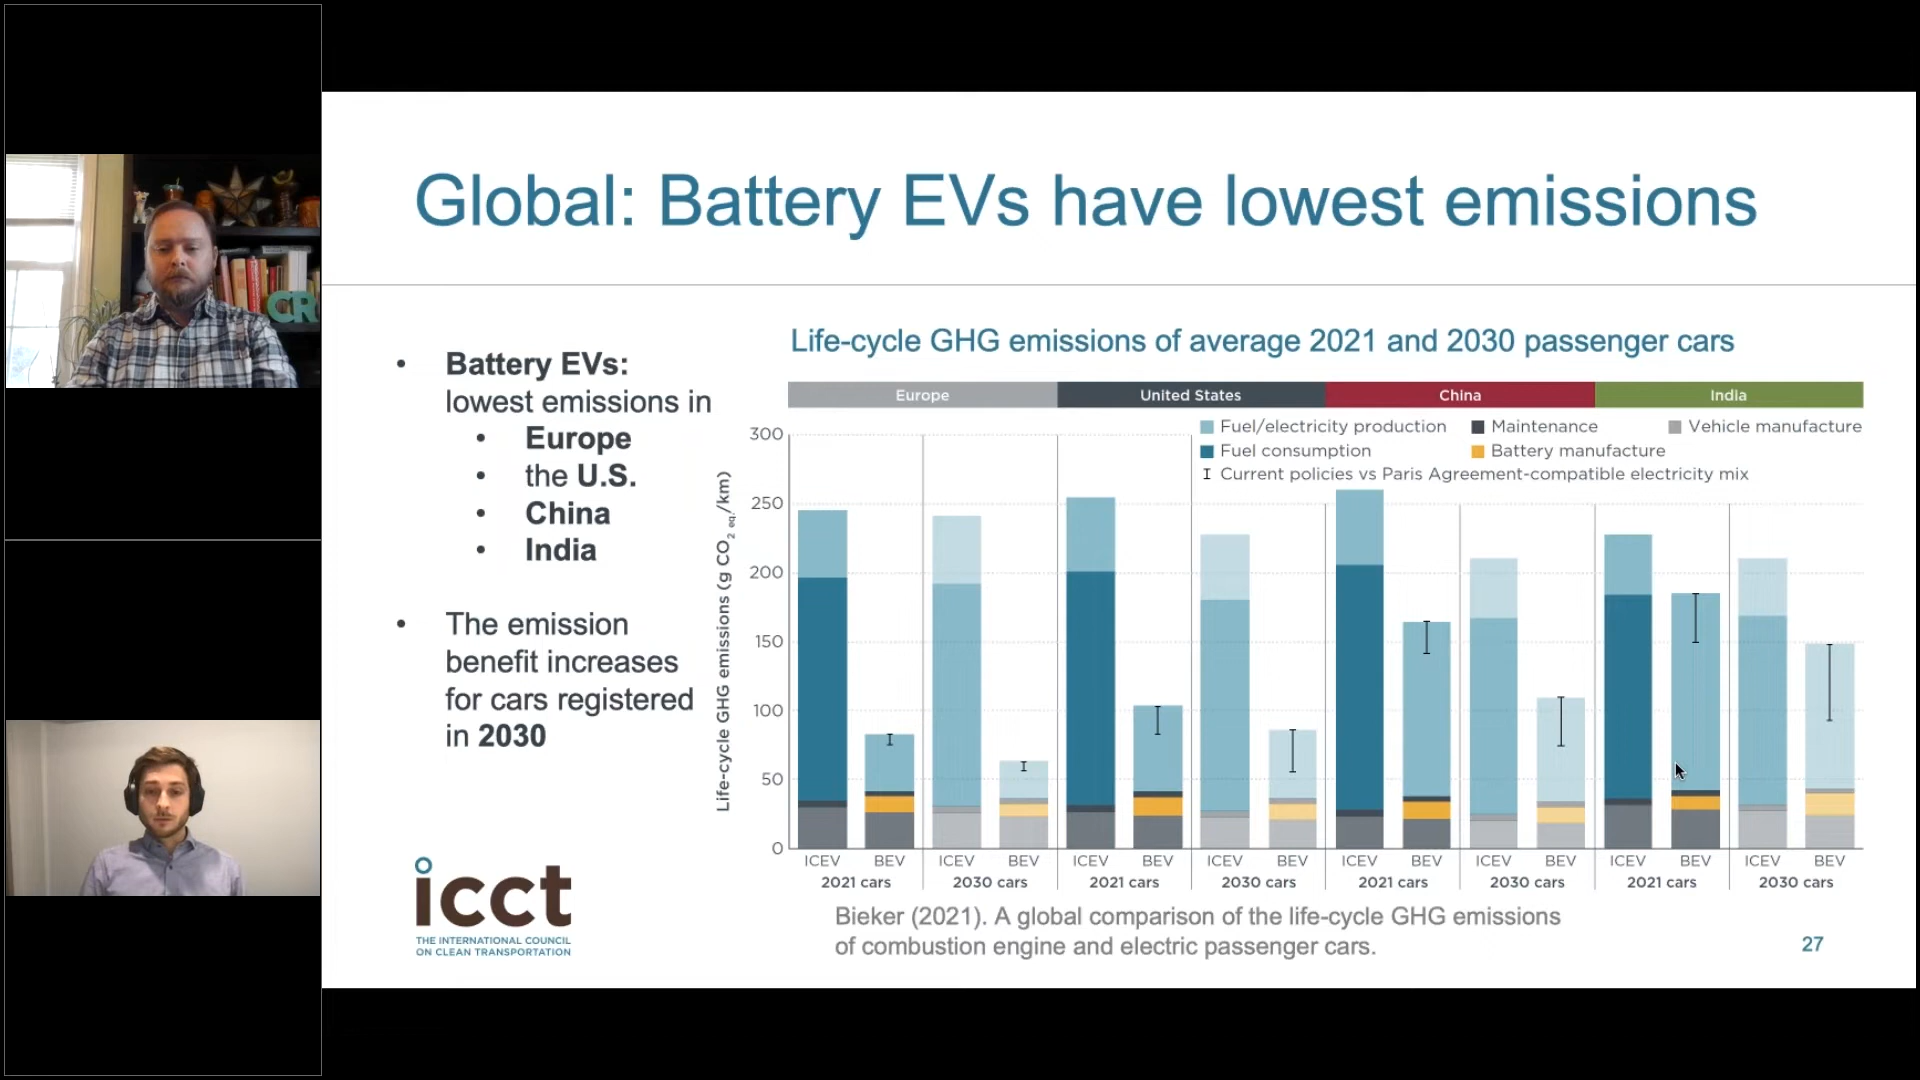 CR
Global: Battery EVs have lowest emissions
• Battery EVs:
lowest emissions in
• Europe
• the U.S.
• China
• India
• The emission
benefit increases
for cars registered
in 2030
icct
THE INTERNATIONAL COUNCIL
ON CLEAN TRANSPORTATION
Life-cycle GHG emissions of average 2021 and 2030 passenger cars
Europe United States China India
Fuel/electricity production Maintenance Vehicle manufacture
Fuel consumption Battery manufacture
Current policies vs Paris Agreement-compatible electricity mix
Life-cycle GHG emissions (g CO2 eq./km)
300
250
200
150
100
50
0
ICEV BEV ICEV BEV ICEV BEV ICEV BEV ICEV BEV ICEV BEV ICEV BEV ICEV BEV
2021 cars 2030 cars 2021 cars 2030 cars 2021 cars 2030 cars 2021 cars 2030 cars
Bieker (2021). A global comparison of the life-cycle GHG emissions
of combustion engine and electric passenger cars.
27